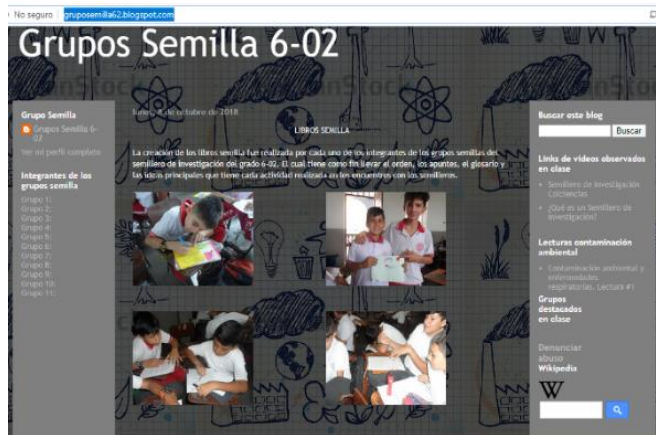 No seguro
gruposemilla62.blogspot.com
Grupos Semilla 6-02
Grupo Semilla
Grupos Semilla 6-
02
Ver mi perfil completo
Integrantes de los
grupos semilla
Grupo 1:
Grupo 2:
Grupo 3:
Grupo 4:
Grupo 5:
Grupo 6:
Grupo 7:
Grupo 8:
Grupo 9:
Grupo 10:
Grupo 11:
lunes, de octubre de 2018
LIBROS SEMILLA
La creación de los libros semilla fue realizada por cada uno de los integrantes de los grupos semillas del
semillero de investigación del grado 6-02. El cual tiene como fin llevar el orden, los apuntes, el glosario y
las ideas principales que tiene cada actividad realizada en los encuentros con los semilleros.
Buscar este blog
Buscar
Links de videos observados
en clase
Semillero de investigación
Colciencias
¿Qué es un Semillero de
investigación?
Lecturas contaminación
ambiental
Contaminación ambiental y
enfermedades
respiratorias. Lectura #1
Grupos
destacados
en clase
Denunciar
abuso
Wikipedia
W